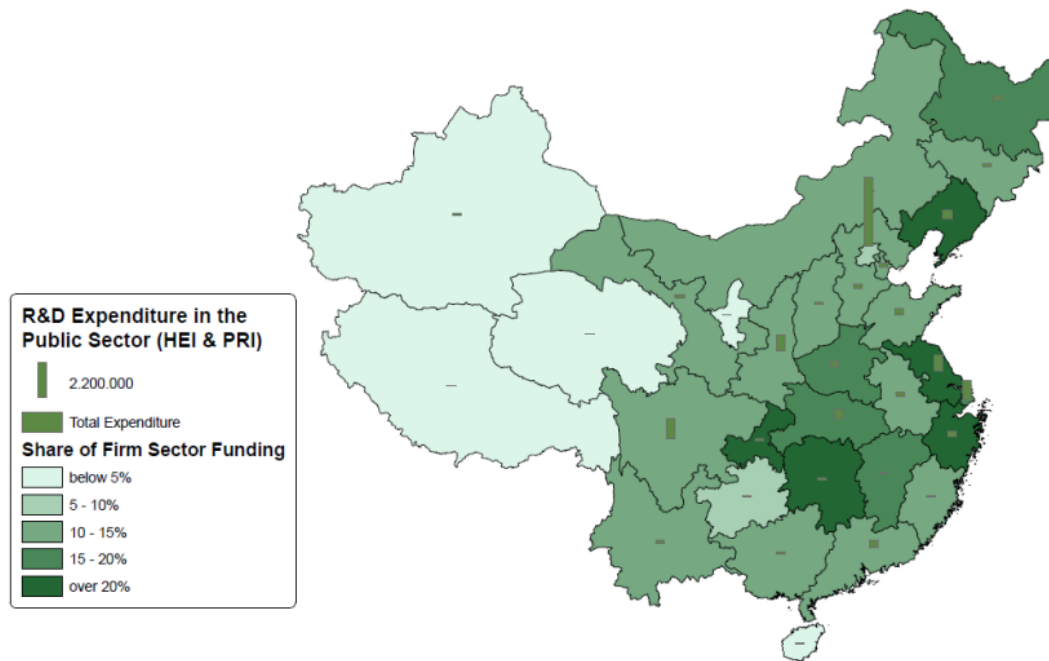 R&D Expenditure in the
Public Sector (HEI & PRI)
2.200.000
Total Expenditure
Share of Firm Sector Funding
below 5%
5 - 10%
10 - 15%
15 - 20%
over 20%